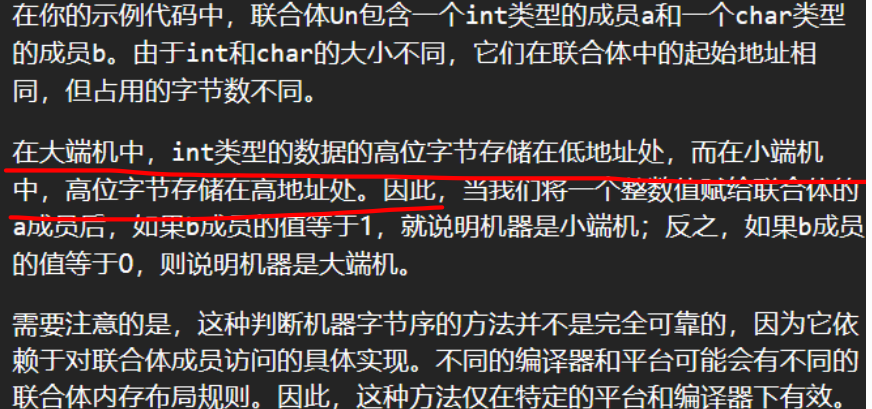 在你的示例代码中，联合体Un包含一个int类型的成员a和一个char类型
的成员b。由于int和char的大小不同，它们在联合体中的起始地址相
同，但占用的字节数不同。
在大端机中，int类型的数据的高位字节存储在低地址处，而在小端机
中，高位字节存储在高地址处。因此，当我们将一个整数值赋给联合体的
a成员后，如果b成员的值等于1，就说明机器是小端机；反之，如果b成员
的值等于0，则说明机器是大端机。
需要注意的是，这种判断机器字节序的方法并不是完全可靠的，因为它依
赖于对联合体成员访问的具体实现。不同的编译器和平台可能会有不同的
联合体内存布局规则。因此，这种方法仅在特定的平台和编译器下有效。